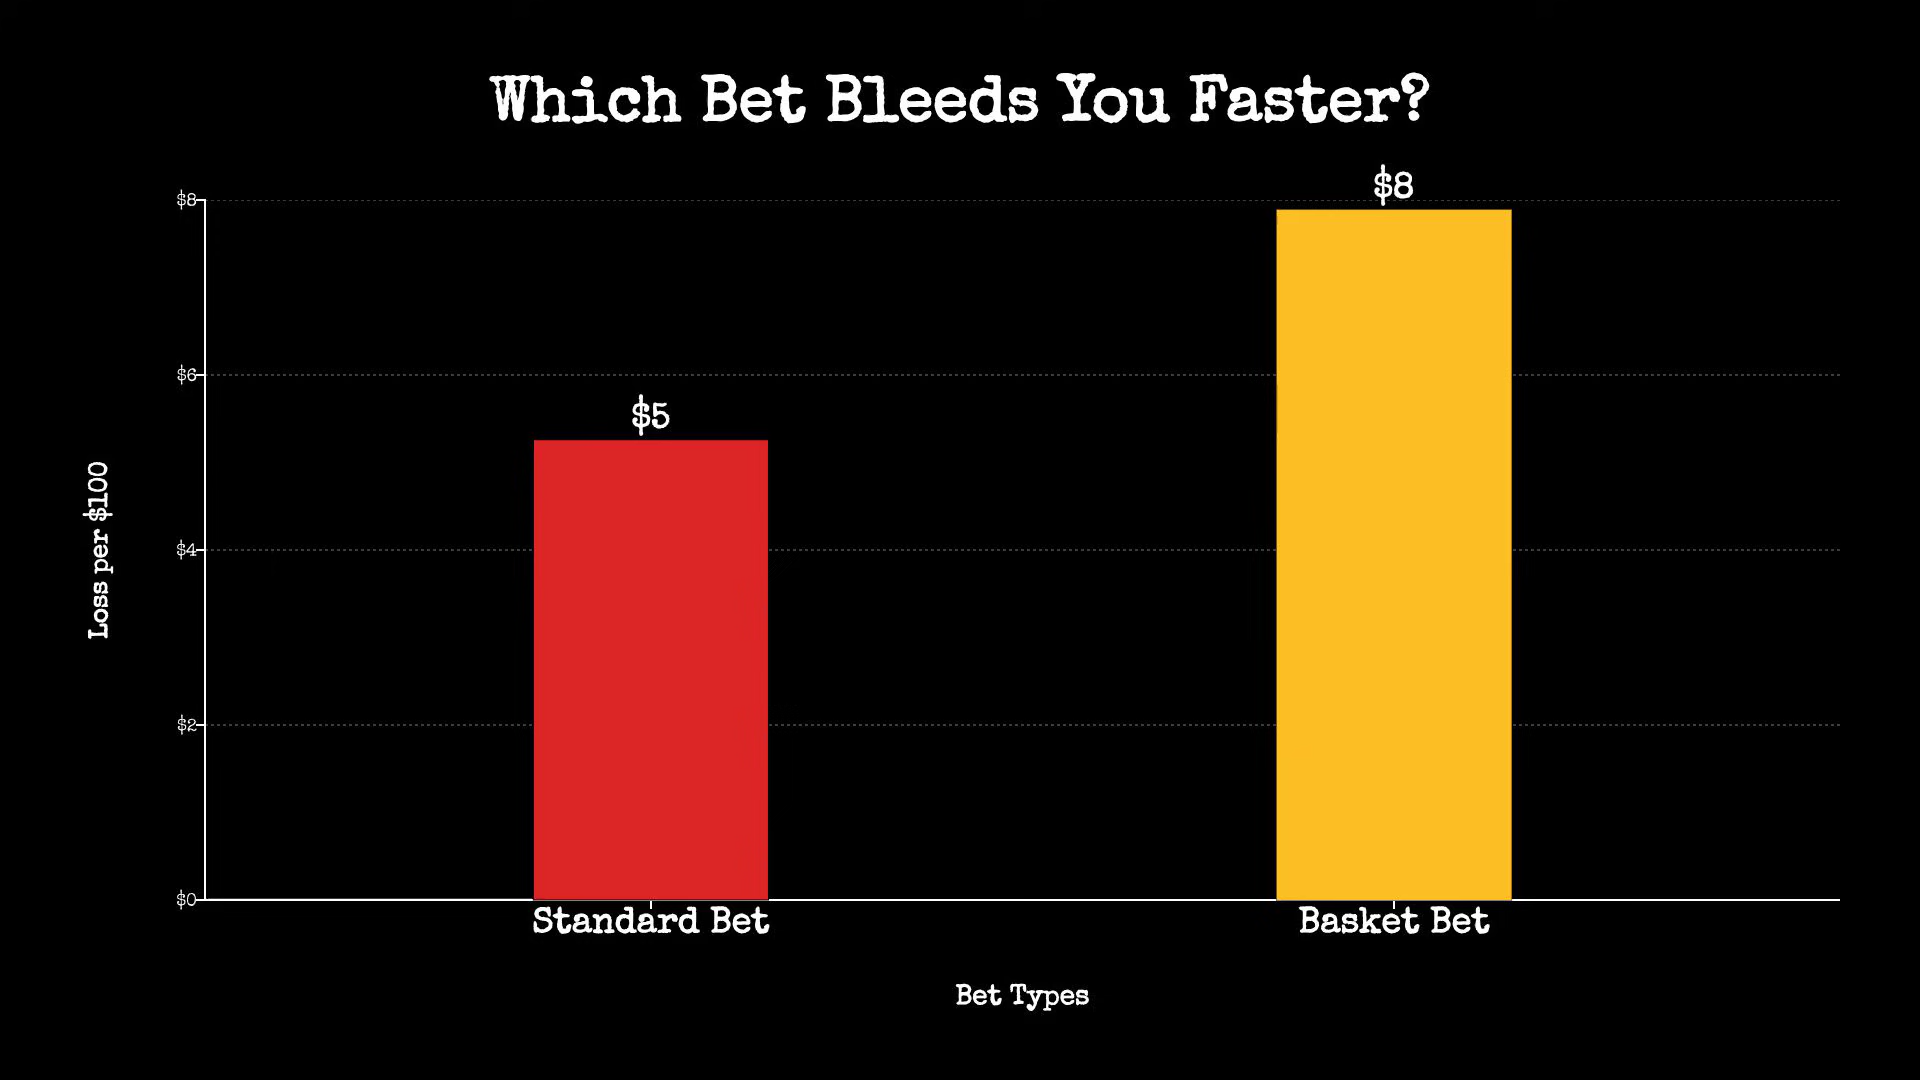 Which Bet Bleeds You Faster?
$8
$8
$6
$5
$4
$2
$0
Loss per $100
Standard Bet
Basket Bet
Bet Types